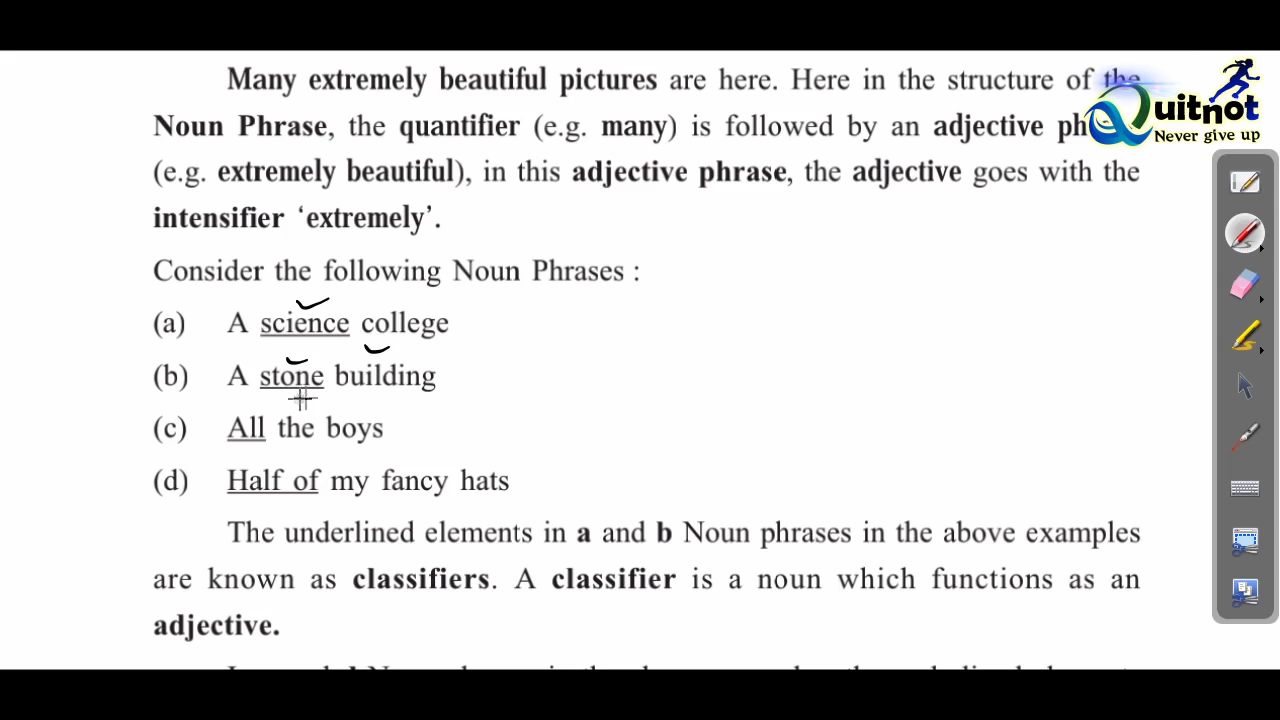 Many extremely beautiful pictures are here. Here in the structure of the
Noun Phrase, the quantifier (e.g. many) is followed by an adjective
(e.g. extremely beautiful), in this adjective phrase, the adjective goes with the
intensifier ‘extremely’.
Consider the following Noun Phrases :
(a) A science college
(b) A stone building
(c) All the boys
(d) Half of my fancy hats
The underlined elements in a and b Noun phrases in the above examples
are known as classifiers. A classifier is a noun which functions as an
adjective.
Quitnot
Never give up